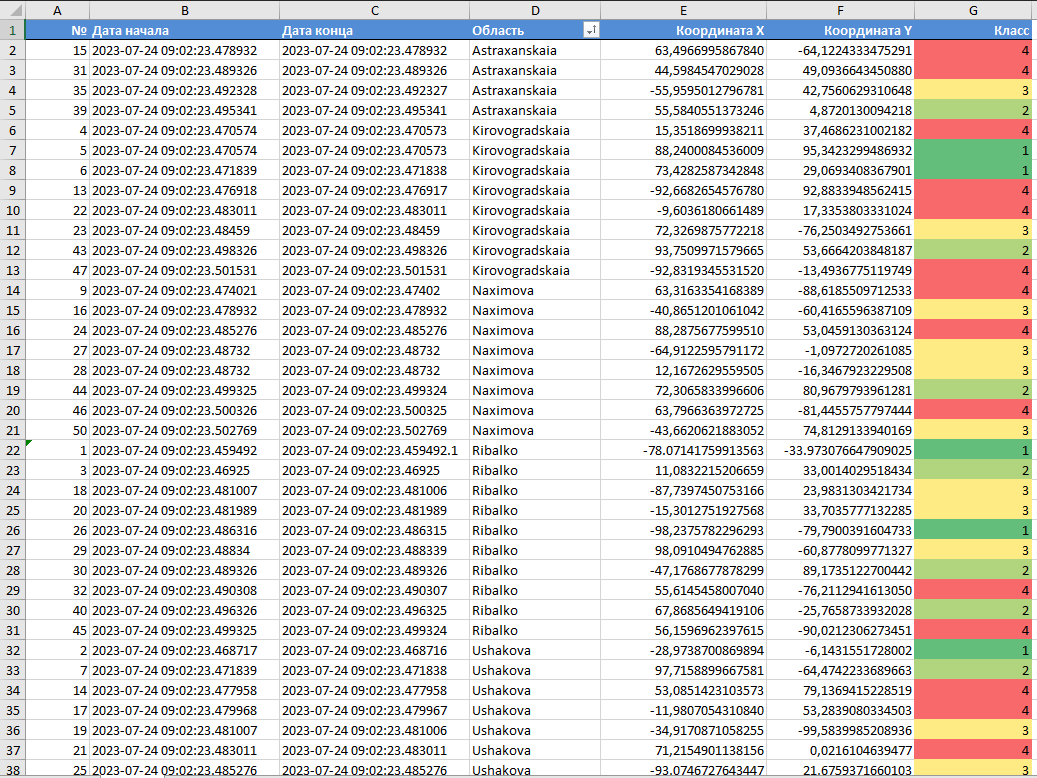 A B C D E F G
1 № Дата начала Дата конца Область Координата X Координата Y Класс
2 15 2023-07-24 09:02:23.478932 2023-07-24 09:02:23.478932 Astraxanskaia 63,4966995867840 -64,1224333475291 4
3 31 2023-07-24 09:02:23.489326 2023-07-24 09:02:23.489326 Astraxanskaia 44,5984547029028 49,0936643450880 4
4 35 2023-07-24 09:02:23.492328 2023-07-24 09:02:23.492327 Astraxanskaia -55,9595012796781 42,7560629310648 3
5 39 2023-07-24 09:02:23.495341 2023-07-24 09:02:23.495341 Astraxanskaia 55,5840551373246 4,8720130094218 2
6 4 2023-07-24 09:02:23.470574 2023-07-24 09:02:23.470573 Kirovogradskaia 15,3518699938211 37,4686231002182 4
7 5 2023-07-24 09:02:23.470574 2023-07-24 09:02:23.470573 Kirovogradskaia 88,2400084536009 95,3423299486932 1
8 6 2023-07-24 09:02:23.471839 2023-07-24 09:02:23.471838 Kirovogradskaia 73,4282587342848 29,0693408367901 1
9 13 2023-07-24 09:02:23.476918 2023-07-24 09:02:23.476917 Kirovogradskaia -92,6682654576780 92,8833948562415 4
10 22 2023-07-24 09:02:23.483011 2023-07-24 09:02:23.483011 Kirovogradskaia -9,6036180661489 17,3353803331024 4
11 23 2023-07-24 09:02:23.48459 2023-07-24 09:02:23.48459 Kirovogradskaia 72,3269875772218 -76,2503492753661 3
12 43 2023-07-24 09:02:23.498326 2023-07-24 09:02:23.498326 Kirovogradskaia 93,7509971579665 53,6664203848187 2
13 47 2023-07-24 09:02:23.501531 2023-07-24 09:02:23.501531 Kirovogradskaia -92,8319345531520 -13,4936775119749 4
14 9 2023-07-24 09:02:23.474021 2023-07-24 09:02:23.47402 Naximova 63,3163354168389 -88,6185509712533 4
15 16 2023-07-24 09:02:23.478932 2023-07-24 09:02:23.478932 Naximova -40,8651201061042 -60,4165596387109 3
16 24 2023-07-24 09:02:23.485276 2023-07-24 09:02:23.485276 Naximova 88,2875677599510 53,0459130363124 4
17 27 2023-07-24 09:02:23.48732 2023-07-24 09:02:23.48732 Naximova -64,9122595791172 -1,0972720261085 3
18 28 2023-07-24 09:02:23.48732 2023-07-24 09:02:23.48732 Naximova 12,1672629559505 -16,3467923229508 3
19 44 2023-07-24 09:02:23.499325 2023-07-24 09:02:23.499324 Naximova 72,3065833996606 80,9679793961281 2
20 46 2023-07-24 09:02:23.500326 2023-07-24 09:02:23.500325 Naximova 63,7966363972725 -81,4455757797444 4
21 50 2023-07-24 09:02:23.502769 2023-07-24 09:02:23.502769 Naximova -43,6620621883052 74,8129133940169 3
22 1 2023-07-24 09:02:23.459492 2023-07-24 09:02:23.459492.1 Ribalko -78.07141759913563 -33.973076647909025 1
23 3 2023-07-24 09:02:23.46925 2023-07-24 09:02:23.46925 Ribalko 11,0832215206659 33,0014029518434 2
24 18 2023-07-24 09:02:23.481007 2023-07-24 09:02:23.481006 Ribalko -87,7397450753166 23,9831303421734 3
25 20 2023-07-24 09:02:23.481989 2023-07-24 09:02:23.481989 Ribalko -15,3012751927568 33,7035777132285 3
26 26 2023-07-24 09:02:23.486316 2023-07-24 09:02:23.486315 Ribalko -98,2375782296293 -79,7900391604733 1
27 29 2023-07-24 09:02:23.48834 2023-07-24 09:02:23.488339 Ribalko 98,0910494762885 -60,8778099771327 3
28 30 2023-07-24 09:02:23.489326 2023-07-24 09:02:23.489326 Ribalko -47,1768677878299 89,1735122700442 2
29 32 2023-07-24 09:02:23.490308 2023-07-24 09:02:23.490307 Ribalko 55,6145458007040 -76,2112941613050 4
30 40 2023-07-24 09:02:23.496326 2023-07-24 09:02:23.496325 Ribalko 67,8685649419106 -25,7658733932028 2
31 45 2023-07-24 09:02:23.499325 2023-07-24 09:02:23.499324 Ribalko 56,1596962397615 -90,0212306273451 4
32 2 2023-07-24 09:02:23.468717 2023-07-24 09:02:23.468716 Ushakova -28,9738700869894 -6,1431551728002 1
33 7 2023-07-24 09:02:23.471839 2023-07-24 09:02:23.471838 Ushakova 97,7158899667581 -64,4742233689663 2
34 14 2023-07-24 09:02:23.477958 2023-07-24 09:02:23.477958 Ushakova 53,0851423103573 79,1369415228519 4
35 17 2023-07-24 09:02:23.479968 2023-07-24 09:02:23.479967 Ushakova -11,9807054310840 53,2839080334503 4
36 19 2023-07-24 09:02:23.481007 2023-07-24 09:02:23.481006 Ushakova -34,9170871058255 -99,5839985208936 3
37 21 2023-07-24 09:02:23.483011 2023-07-24 09:02:23.483011 Ushakova 71,2154901138156 0,0216104639477 4
38 25 2023-07-24 09:02:23.485276 2023-07-24 09:02:23.485276 Ushakova -93,0746727643447 21,6759371660103 3